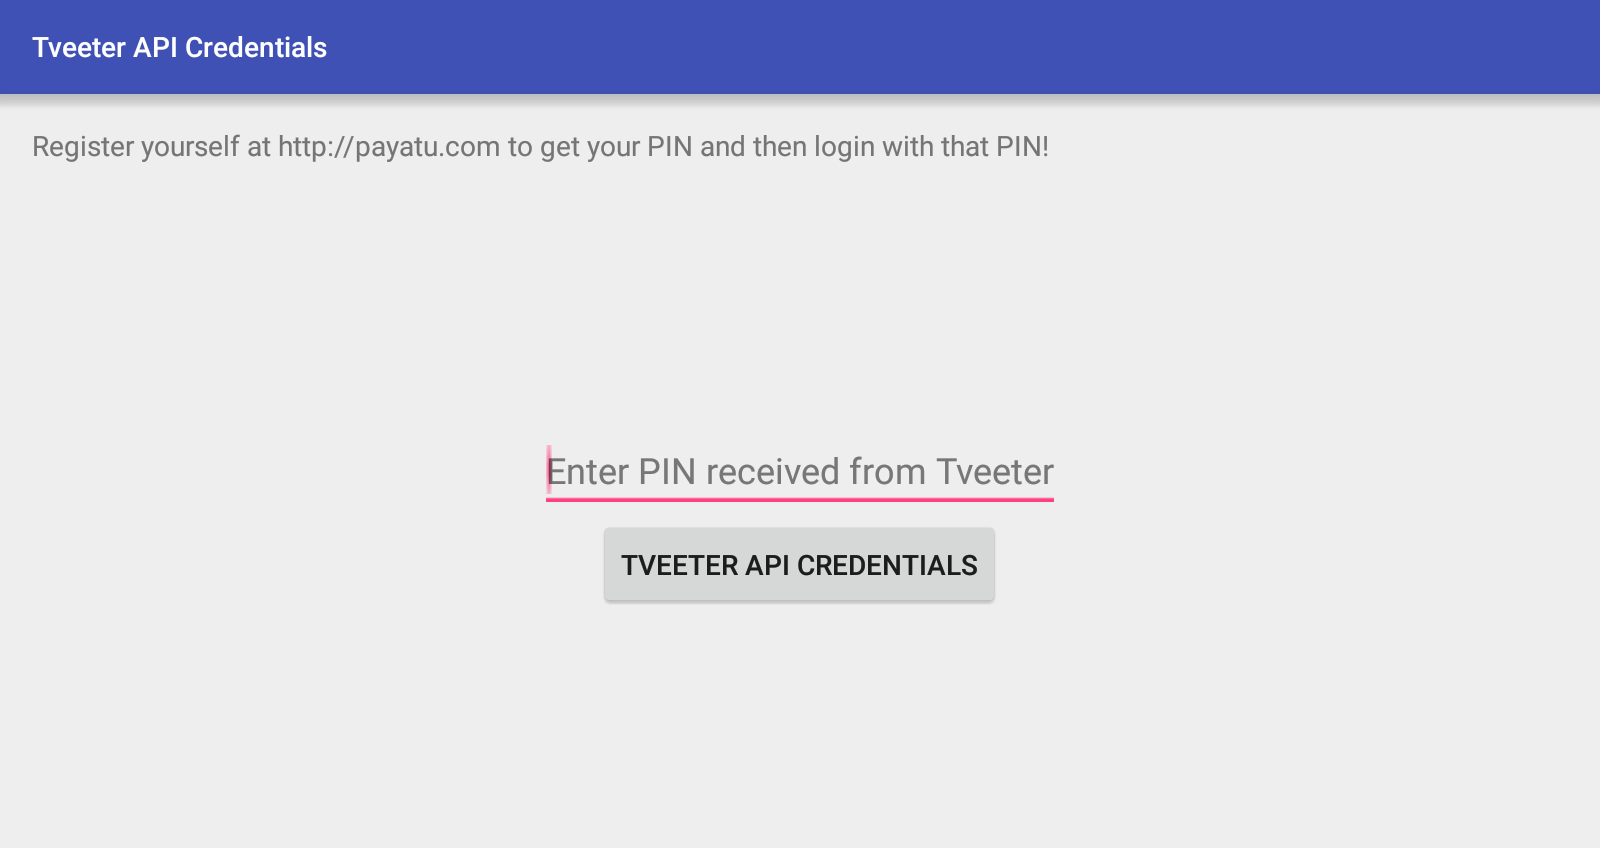 Tveeter API Credentials
Register yourself at http://payatu.com to get your PIN and then login with that PIN!
Enter PIN received from Tveeter
TVEETER API CREDENTIALS